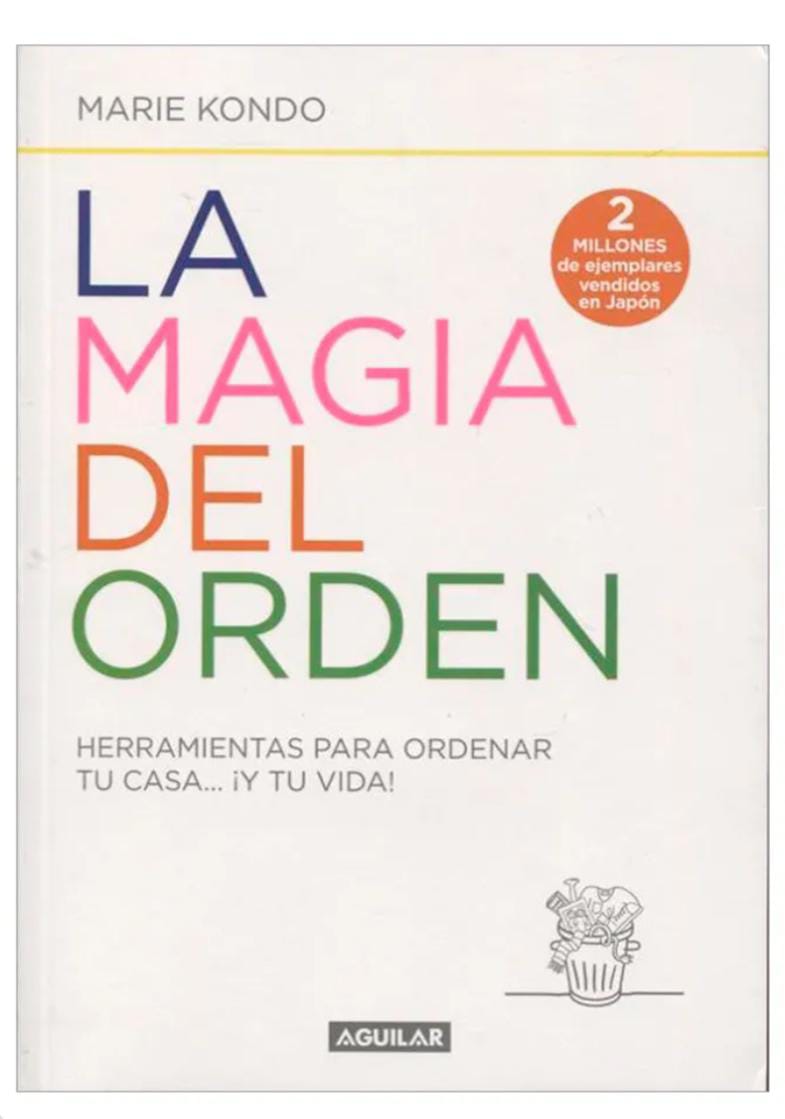 MARIE KONDO
LA
MAGIA
DEL
ORDEN
2
MILLONES
de ejemplares
vendidos
en Japón
HERRAMIENTAS PARA ORDENAR
TU CASA... ¡Y TU VIDA!
AGUILAR